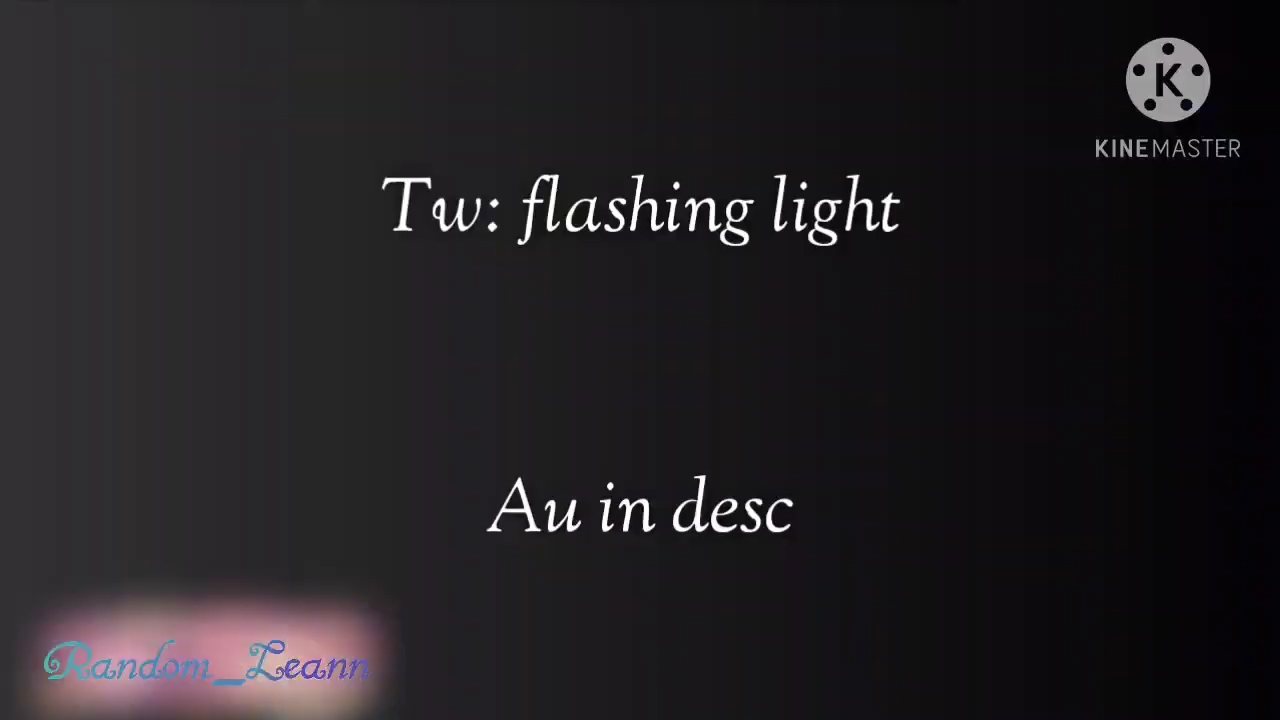 K
KINEMASTER
Tw: flashing light
Au in desc
Random_Leann